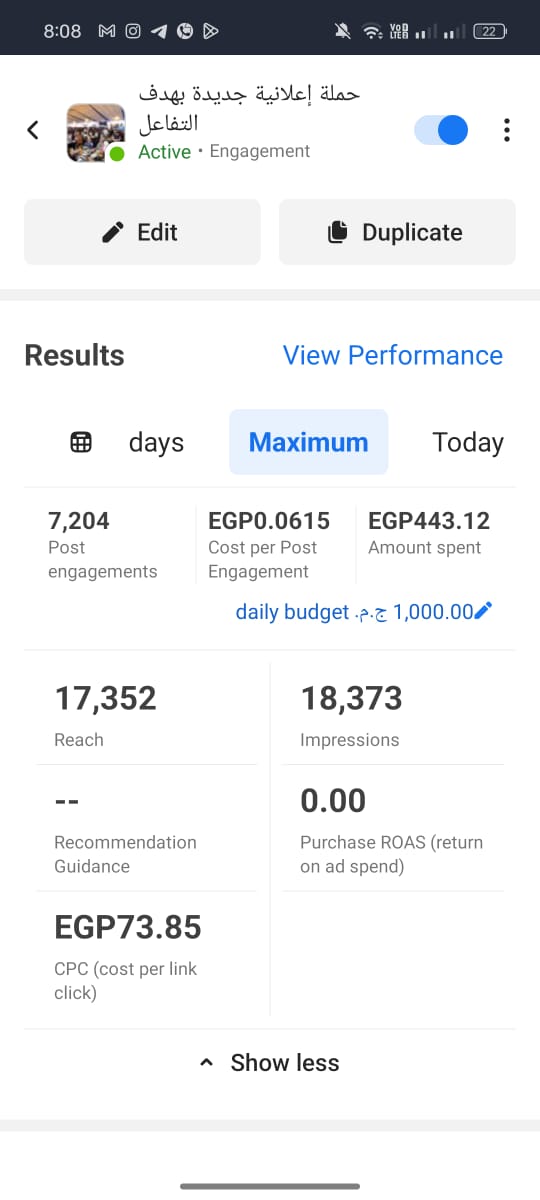 8:08
VoD
LTED
22
حملة إعلانية جديدة بهدف
التفاعل
Active • Engagement
Edit
Duplicate
Results
View Performance
days
Maximum
Today
7,204
Post
engagements
EGP0.0615
Cost per Post
Engagement
EGP443.12
Amount spent
daily budget ج.م.‏ 1,000.00
17,352
Reach
18,373
Impressions
--
Recommendation
Guidance
0.00
Purchase ROAS (return
on ad spend)
EGP73.85
CPC (cost per link
click)
Show less